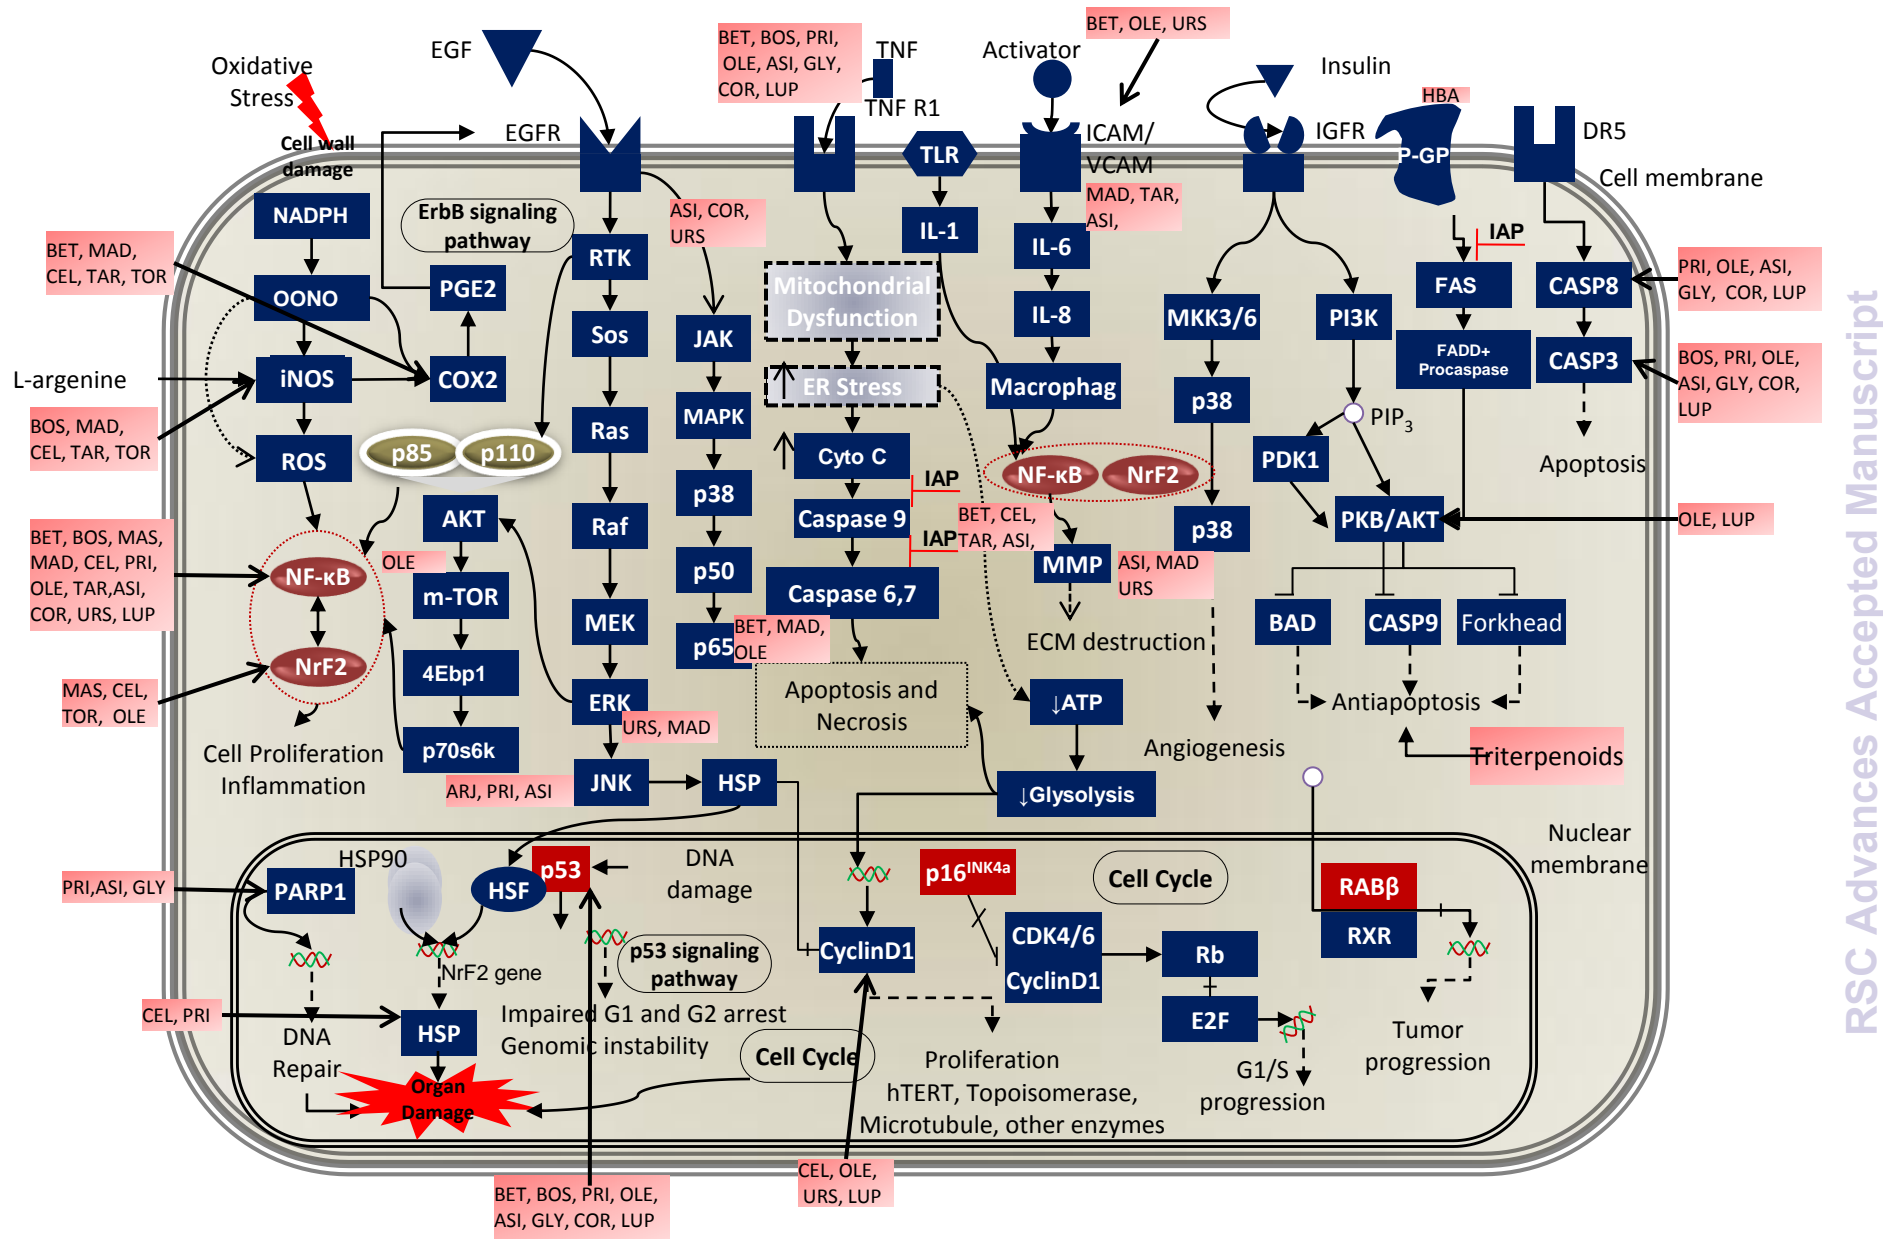 BET, OLE, URS
EGF
BET, BOS, PRI,
OLE, ASI, GLY,
COR, LUP
TNF
Activator
Insulin
Oxidative
Stress
HBA
TNF R1
Cell wall
damage
EGFR
TLR
ICAM/
VCAM
IGFR
P-GP
DR5
Cell membrane
NADPH
ErbB signaling
pathway
ASI, COR,
URS
IL-1
MAD, TAR,
ASI,
IL-6
IAP
BET, MAD,
CEL, TAR, TOR
RTK
OONO
PGE2
Mitochondrial
Dysfunction
FAS
CASP8
PRI, OLE, ASI,
GLY, COR, LUP
Sos
JAK
IL-8
MKK3/6
PI3K
FADD+
Procaspase
CASP3
BOS, PRI, OLE,
ASI, GLY, COR,
LUP
L-argenine
iNOS
COX2
ER Stress
Macrophag
p38
MAPK
PIP3
BOS, MAD,
CEL, TAR, TOR
Ras
ROS
p85
p110
Cyto C
NF-κB
NrF2
PDK1
Apoptosis
p38
IAP
AKT
Raf
Caspase 9
BET, CEL,
TAR, ASI,
IAP
p38
PKB/AKT
OLE, LUP
BET, BOS, MAS,
MAD, CEL, PRI,
OLE, TAR,ASI,
COR, URS, LUP
OLE
NF-κB
m-TOR
p50
MMP
ASI, MAD
URS
Caspase 6,7
MEK
BAD
CASP9
Forkhead
p65
BET, MAD,
OLE
ECM destruction
NrF2
4Ebp1
MAS, CEL,
TOR, OLE
ERK
URS, MAD
Apoptosis and
Necrosis
↓ATP
Antiapoptosis
Cell Proliferation
Inflammation
p70s6k
Angiogenesis
Triterpenoids
ARJ, PRI, ASI
JNK
HSP
↓Glysolysis
Nuclear
membrane
HSP90
p53
DNA
damage
p16INK4a
Cell Cycle
PRI,ASI, GLY
PARP1
HSF
RABβ
RXR
CDK4/6
CyclinD1
CyclinD1
Rb
NrF2 gene
p53 signaling
pathway
CEL, PRI
HSP
Impaired G1 and G2 arrest
Genomic instability
E2F
DNA
Repair
Cell Cycle
Tumor
progression
Organ
Damage
Proliferation
hTERT, Topoisomerase,
Microtubule, other enzymes
G1/S
progression
CEL, OLE,
URS, LUP
BET, BOS, PRI, OLE,
ASI, GLY, COR, LUP
RSC Advances Accepted Manuscript